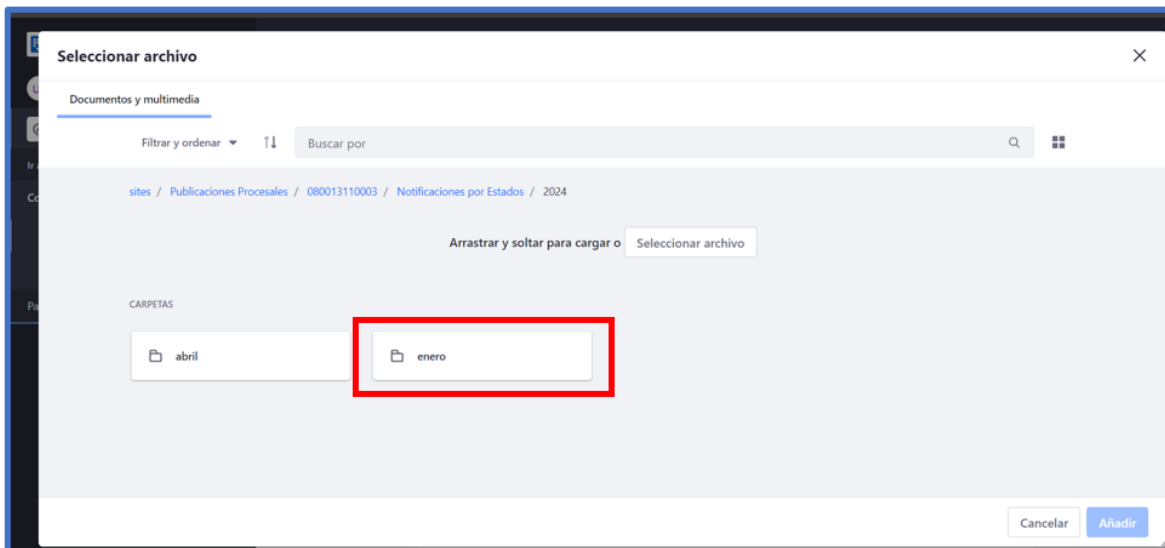 Seleccionar archivo
Documentos y multimedia
Filtrar y ordenar
Buscar por
sites / Publicaciones Procesales / 080013110003 / Notificaciones por Estados / 2024
Arrastrar y soltar para cargar o Seleccionar archivo
CARPETAS
abril
enero
Cancelar Añadir